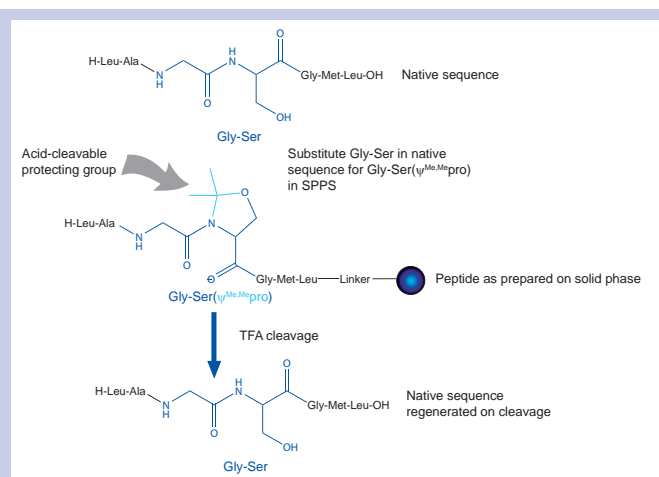 O
H
H-Leu-Ala N Gly-Met-Leu-OH Native sequence
N
H
O
OH
Gly-Ser
Acid-cleavable
protecting group
Substitute Gly-Ser in native
sequence for Gly-Ser(ψMe,Mepro)
in SPPS
O
H-Leu-Ala N
N
H
O
O Gly-Met-Leu Linker Peptide as prepared on solid phase
Gly-Ser(ψMe,Mepro)
TFA cleavage
O
H
H-Leu-Ala N Gly-Met-Leu-OH Native sequence
regenerated on cleavage
N
H
O
OH
Gly-Ser